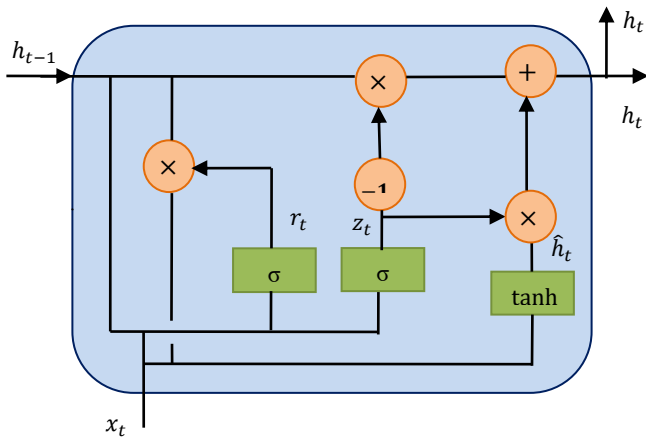 h_t
h_{t-1}
× +
h_t
×
−1
r_t z_t ×
ĥ_t
σ σ
tanh
x_t